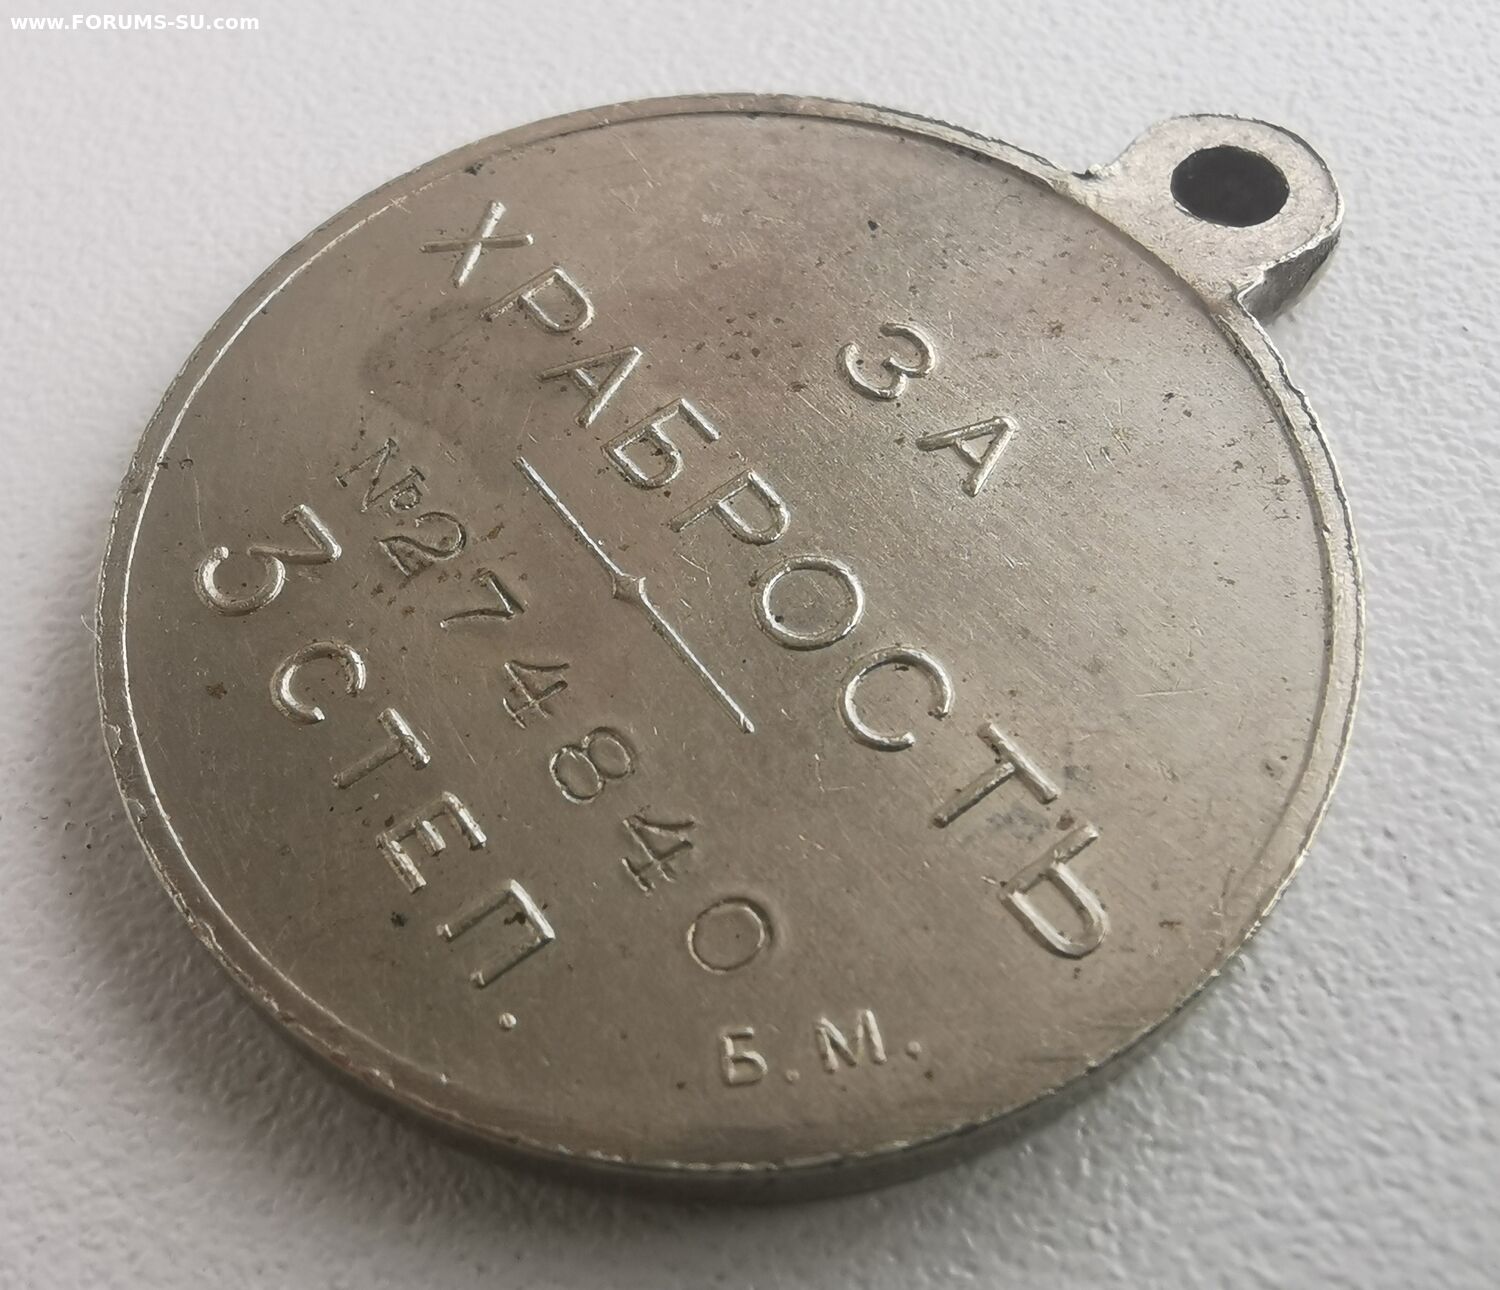 www.FORUMS-SU.com
ЗА
ХРАБРОСТЬ
№274840
3 СТЕП.
Б.М.